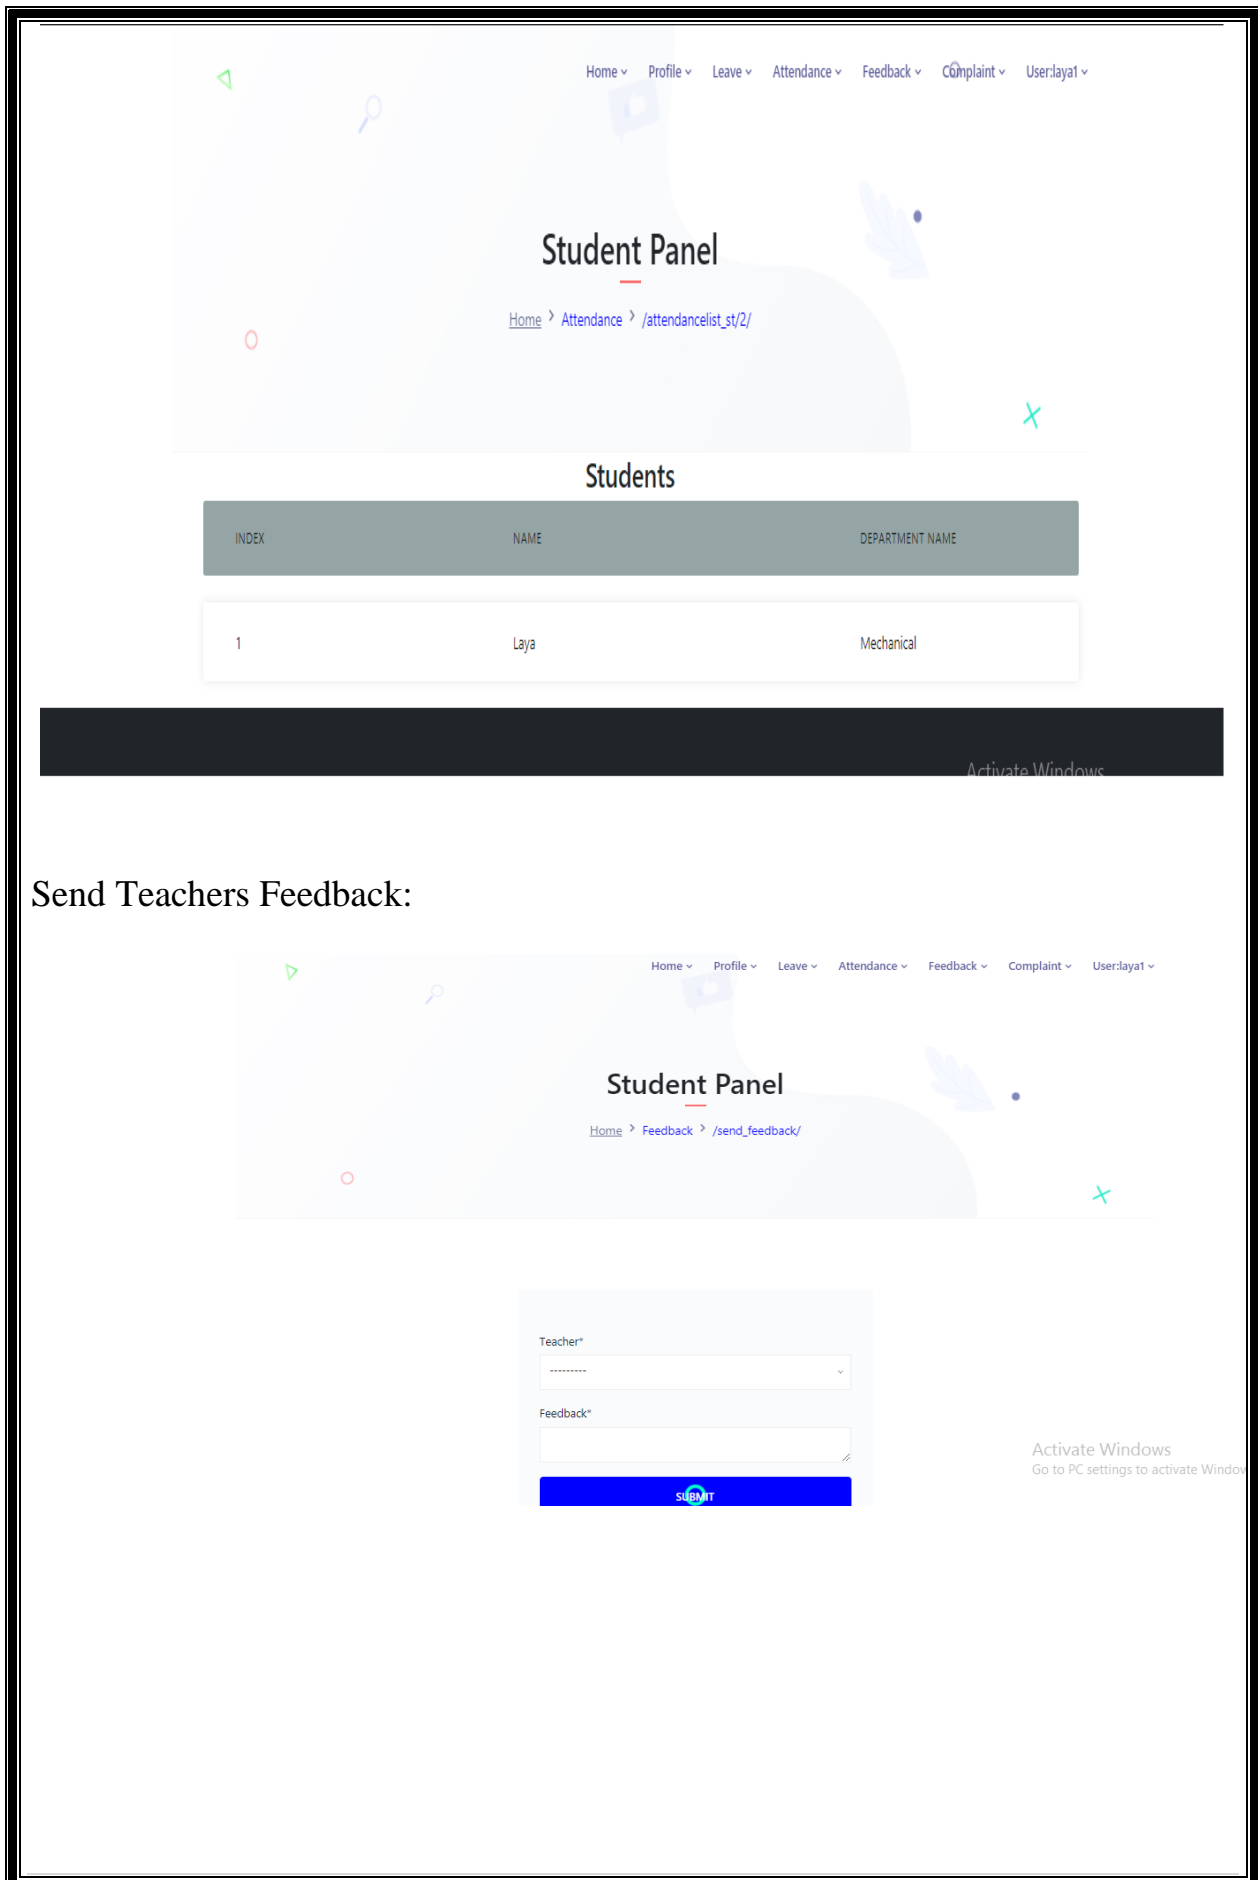 Home Profile Leave Attendance Feedback Complaint User:laya1
Student Panel
Home > Attendance > /attendancelist_st/2/
Students
INDEX NAME DEPARTMENT NAME
1 Laya Mechanical
Activate Windows
Send Teachers Feedback:
Home Profile Leave Attendance Feedback Complaint User:laya1
Student Panel
Home > Feedback > /send_feedback/
Teacher*
---------
Feedback*
SUBMIT
Activate Windows
Go to PC settings to activate Window